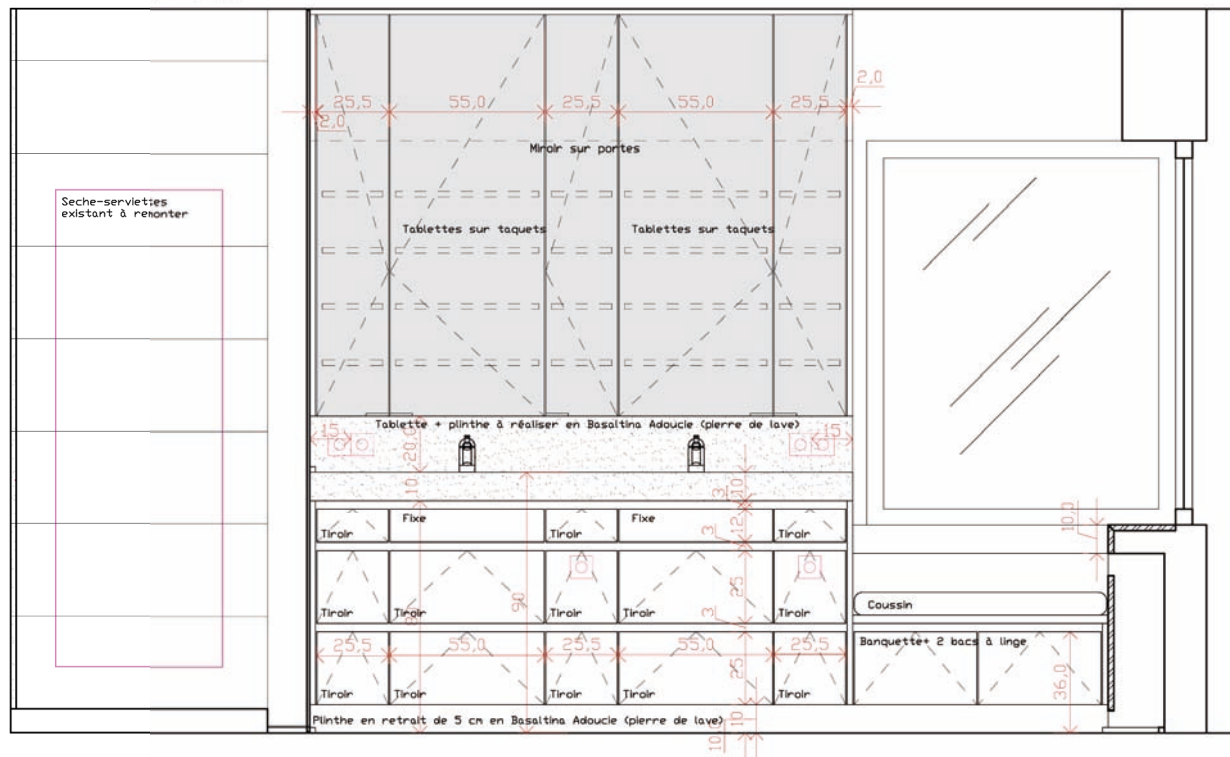 2,0
25,5 55,0 25,5 55,0 25,5
2,0
Miroir sur portes
Seche-serviettes
existant à remonter
Tablettes sur taquets Tablettes sur taquets
Tablette + plinthe à réaliser en Basaltina Adoucie (pierre de lave)
15 15
20,0
10 3 10
Fixe Fixe
12
10,0
Tiroir Tiroir Tiroir
3
25
90
Coussin
Tiroir Tiroir Tiroir Tiroir Tiroir
3
Banquette+ 2 bacs à linge
25,5 55,0 25,5 55,0 25,5
25
36,0
Tiroir Tiroir Tiroir Tiroir Tiroir
Plinthe en retrait de 5 cm en Basaltina Adoucie (pierre de lave)
10
10,0